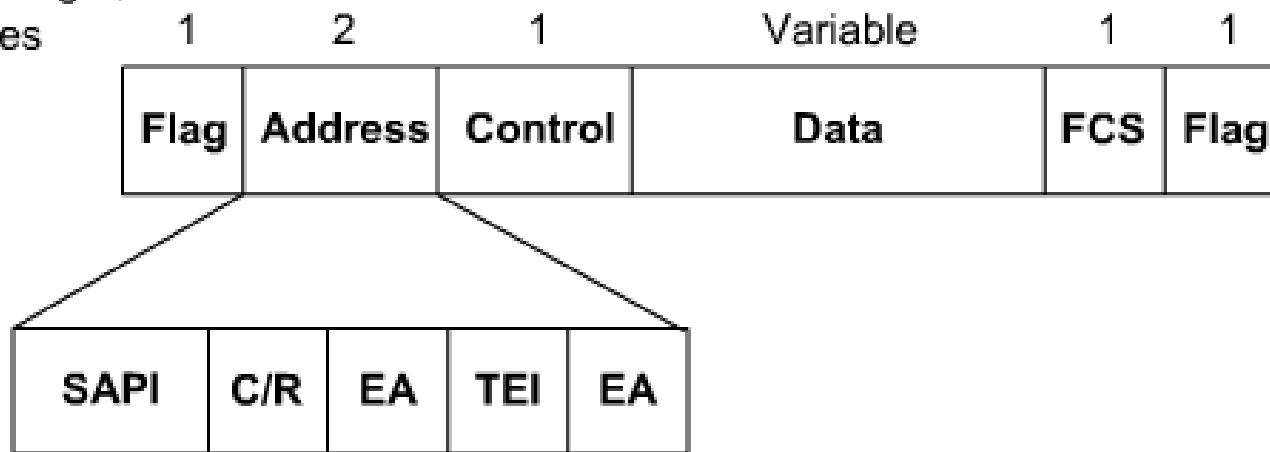 es 1 2 1 Variable 1 1
Flag Address Control Data FCS Flag
SAPI C/R EA TEI EA